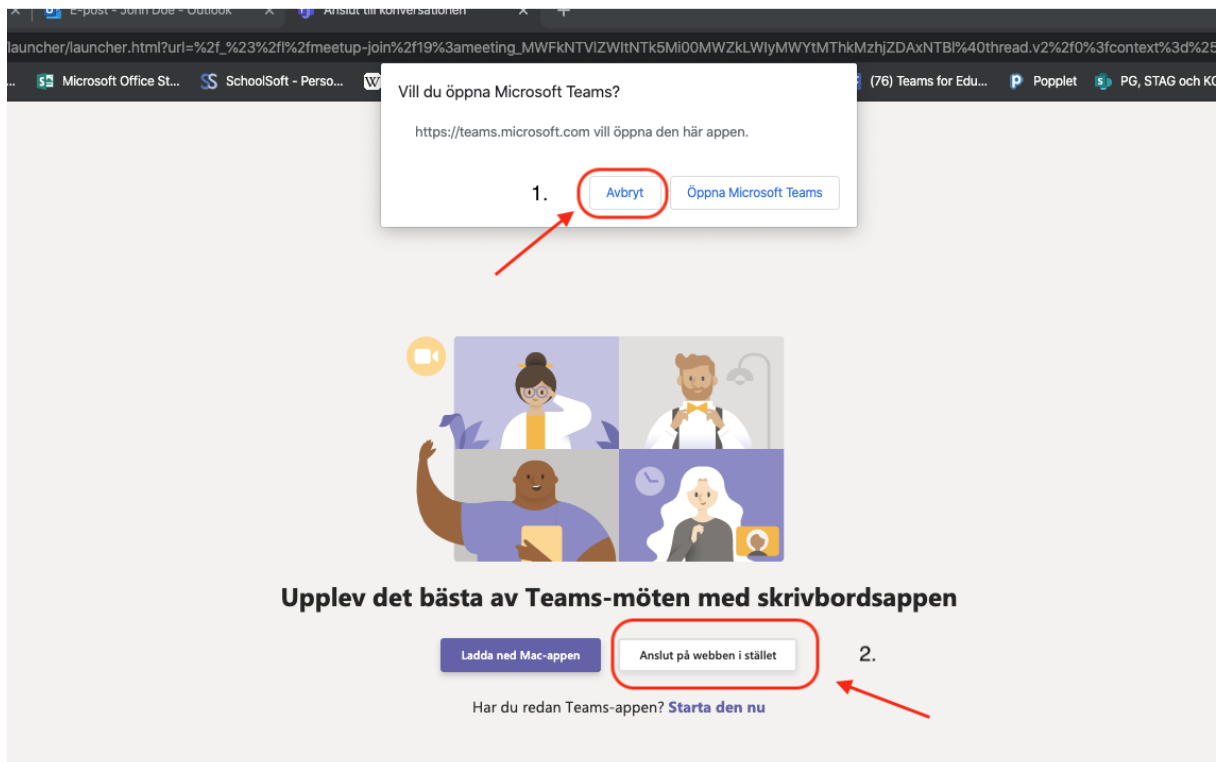 E-post - John Doe - Outlook
Anslut till konversationen
launcher/launcher.html?url=%2f_%23%2fl%2fmeetup-join%2f19%3ameeting_MWFkNTVlZWItNTk5Mi00MWZkLWIyMWYtMThkMzhjZDAxNTBl%40thread.v2%2f0%3fcontext%3d%25
Microsoft Office St... SchoolSoft - Perso... W (76) Teams for Edu... Popplet PG, STAG och KO
Vill du öppna Microsoft Teams?
https://teams.microsoft.com vill öppna den här appen.
1. Avbryt Öppna Microsoft Teams
Upplev det bästa av Teams-möten med skrivbordsappen
Ladda ned Mac-appen Anslut på webben i stället 2.
Har du redan Teams-appen? Starta den nu